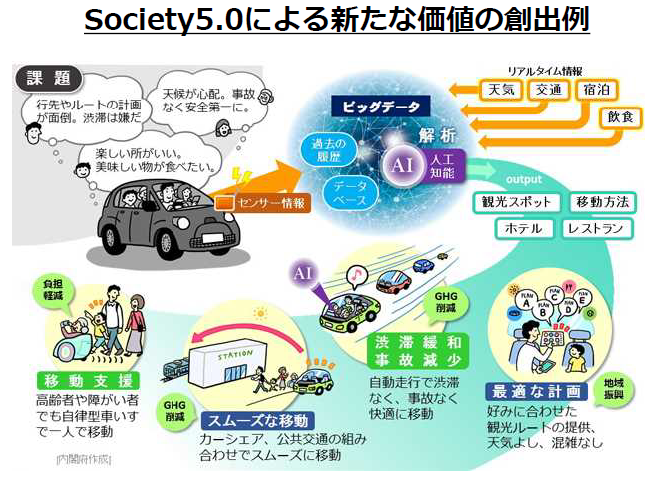 Society5.0による新たな価値の創出例
課題
行先やルートの計画
が面倒。渋滞は嫌だ
天候が心配。事故
なく安全第一に。
楽しい所がいい。
美味しい物が食べたい。
センサー情報
ビッグデータ
解析
過去の
履歴
AI
人工
知能
データ
ベース
リアルタイム情報
天気
交通
宿泊
飲食
output
観光スポット
移動方法
ホテル
レストラン
負担
軽減
移動支援
高齢者や障がい者
でも自律型車いす
で一人で移動
[内閣府作成]
STATION
GHG
削減
スムーズな移動
カーシェア、公共交通の組み
合わせでスムーズに移動
AI
GHG
削減
渋滞緩和
事故減少
自動走行で渋滞
なく、事故なく
快適に移動
PLAN
A
PLAN
B
PLAN
C
PLAN
D
PLAN
E
最適な計画
地域
振興
好みに合わせた
観光ルートの提供、
天気よし、混雑なし